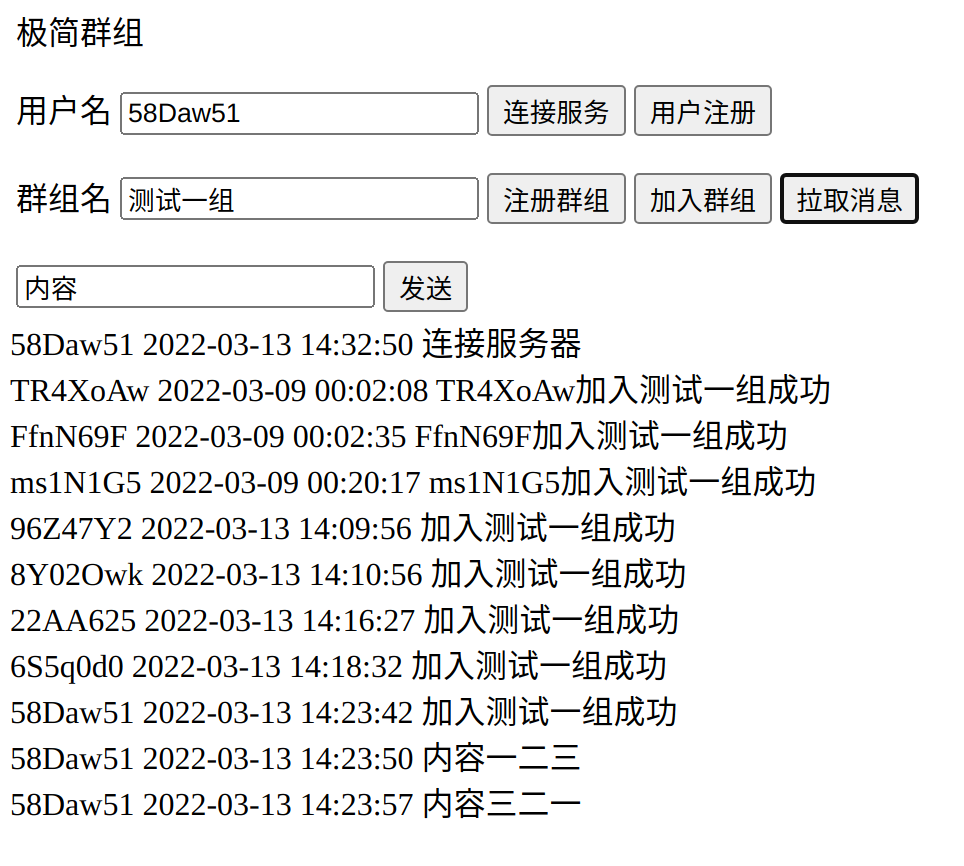 极简群组
用户名 58Daw51 连接服务 用户注册
群组名 测试一组 注册群组 加入群组 拉取消息
内容 发送
58Daw51 2022-03-13 14:32:50 连接服务器
TR4XoAw 2022-03-09 00:02:08 TR4XoAw加入测试一组成功
FfnN69F 2022-03-09 00:02:35 FfnN69F加入测试一组成功
ms1N1G5 2022-03-09 00:20:17 ms1N1G5加入测试一组成功
96Z47Y2 2022-03-13 14:09:56 加入测试一组成功
8Y02Owk 2022-03-13 14:10:56 加入测试一组成功
22AA625 2022-03-13 14:16:27 加入测试一组成功
6S5q0d0 2022-03-13 14:18:32 加入测试一组成功
58Daw51 2022-03-13 14:23:42 加入测试一组成功
58Daw51 2022-03-13 14:23:50 内容一二三
58Daw51 2022-03-13 14:23:57 内容三二一